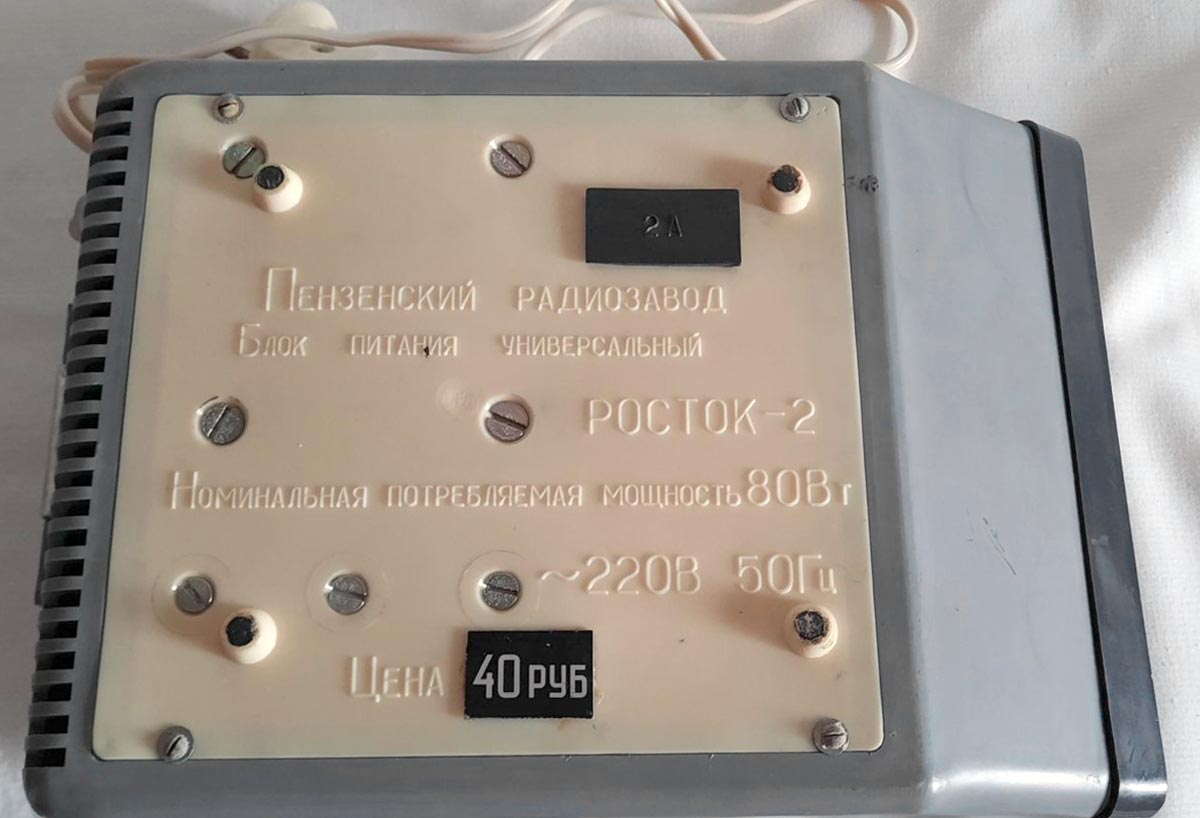 2А
Пензенский радиозавод
Блок питания универсальный
РОСТОК-2
Номинальная потребляемая мощность 80Вт
~220В 50Гц
Цена 40 РУБ